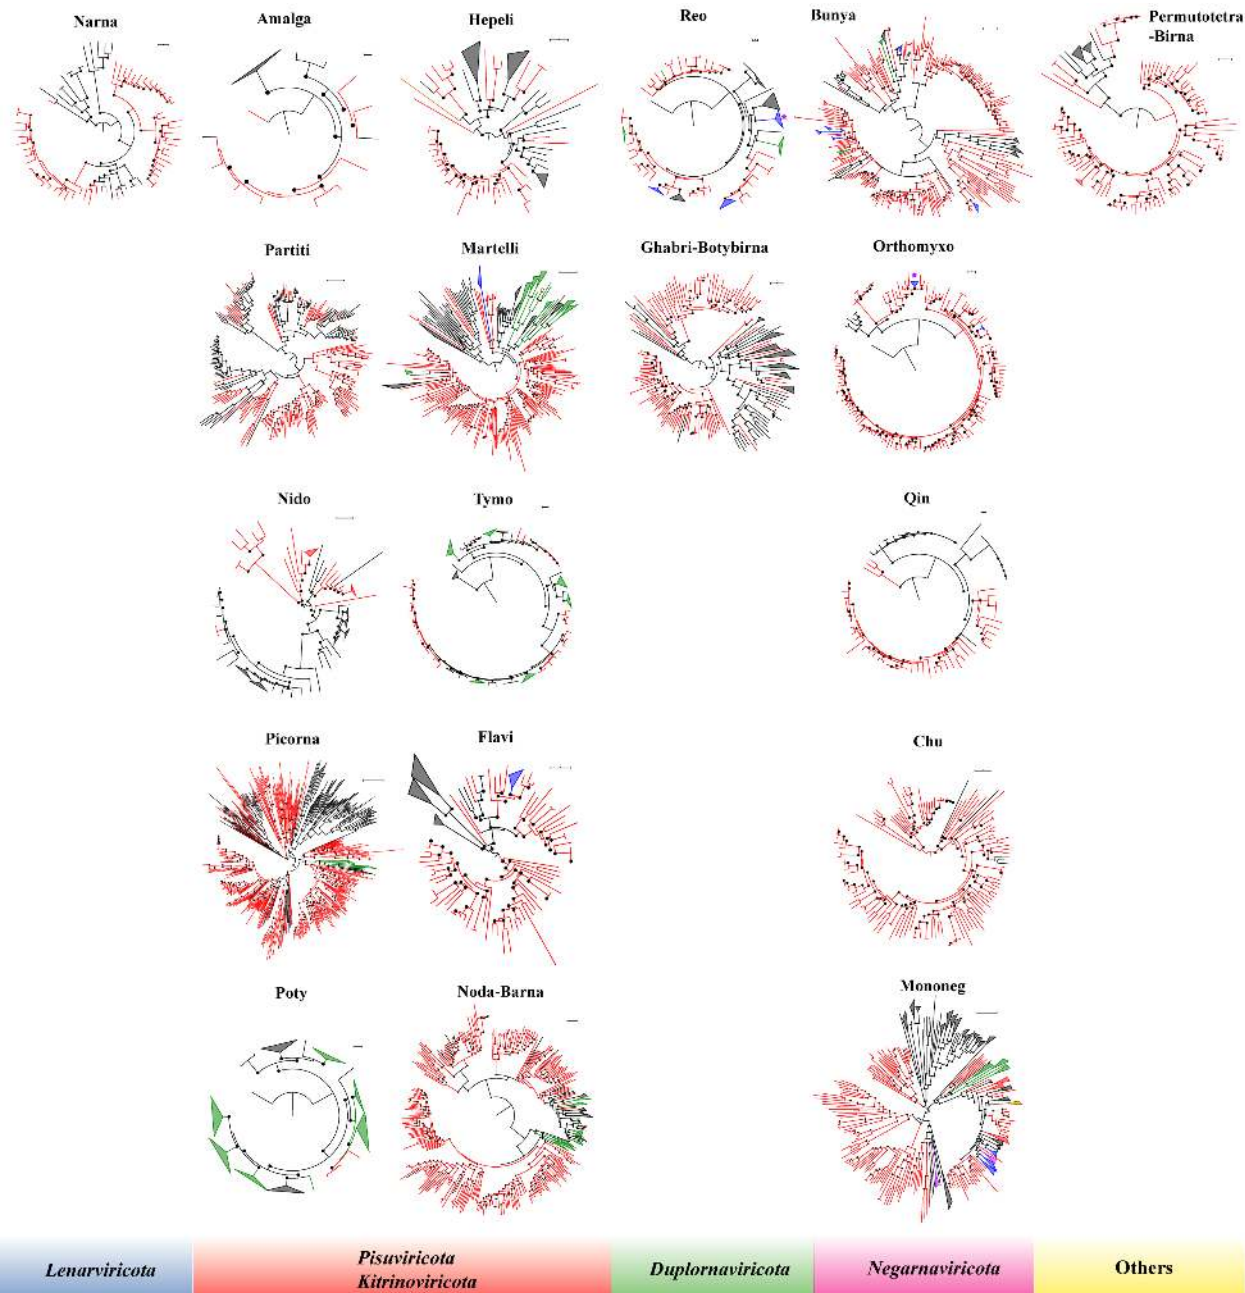 Narna
Amalga
Hepeli
Reo
Bunya
Permutotetra
-Birna
Partiti
Martelli
Ghabri-Botybirna
Orthomyxo
Nido
Tymo
Qin
Picorna
Flavi
Chu
Poty
Noda-Barna
Mononeg
Lenarviricota
Pisuviricota
Kitrinoviricota
Duplornaviricota
Negarnaviricota
Others